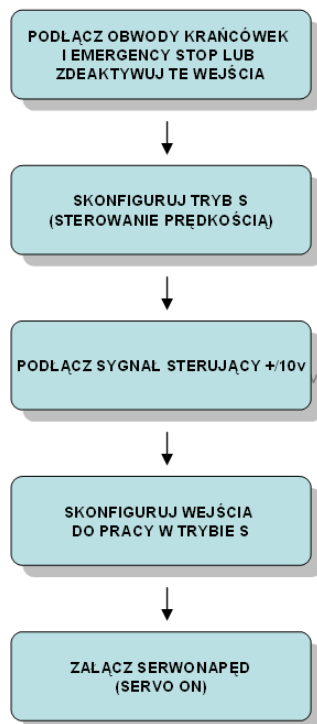 PODŁĄCZ OBWODY KRAŃCÓWEK
I EMERGENCY STOP LUB
ZDEAKTYWUJ TE WEJŚCIA
SKONFIGURUJ TRYB S
(STEROWANIE PRĘDKOŚCIĄ)
PODŁĄCZ SYGNAŁ STERUJĄCY +/10v
SKONFIGURUJ WEJŚCIA
DO PRACY W TRYBIE S
ZAŁĄCZ SERWONAPĘD
(SERVO ON)